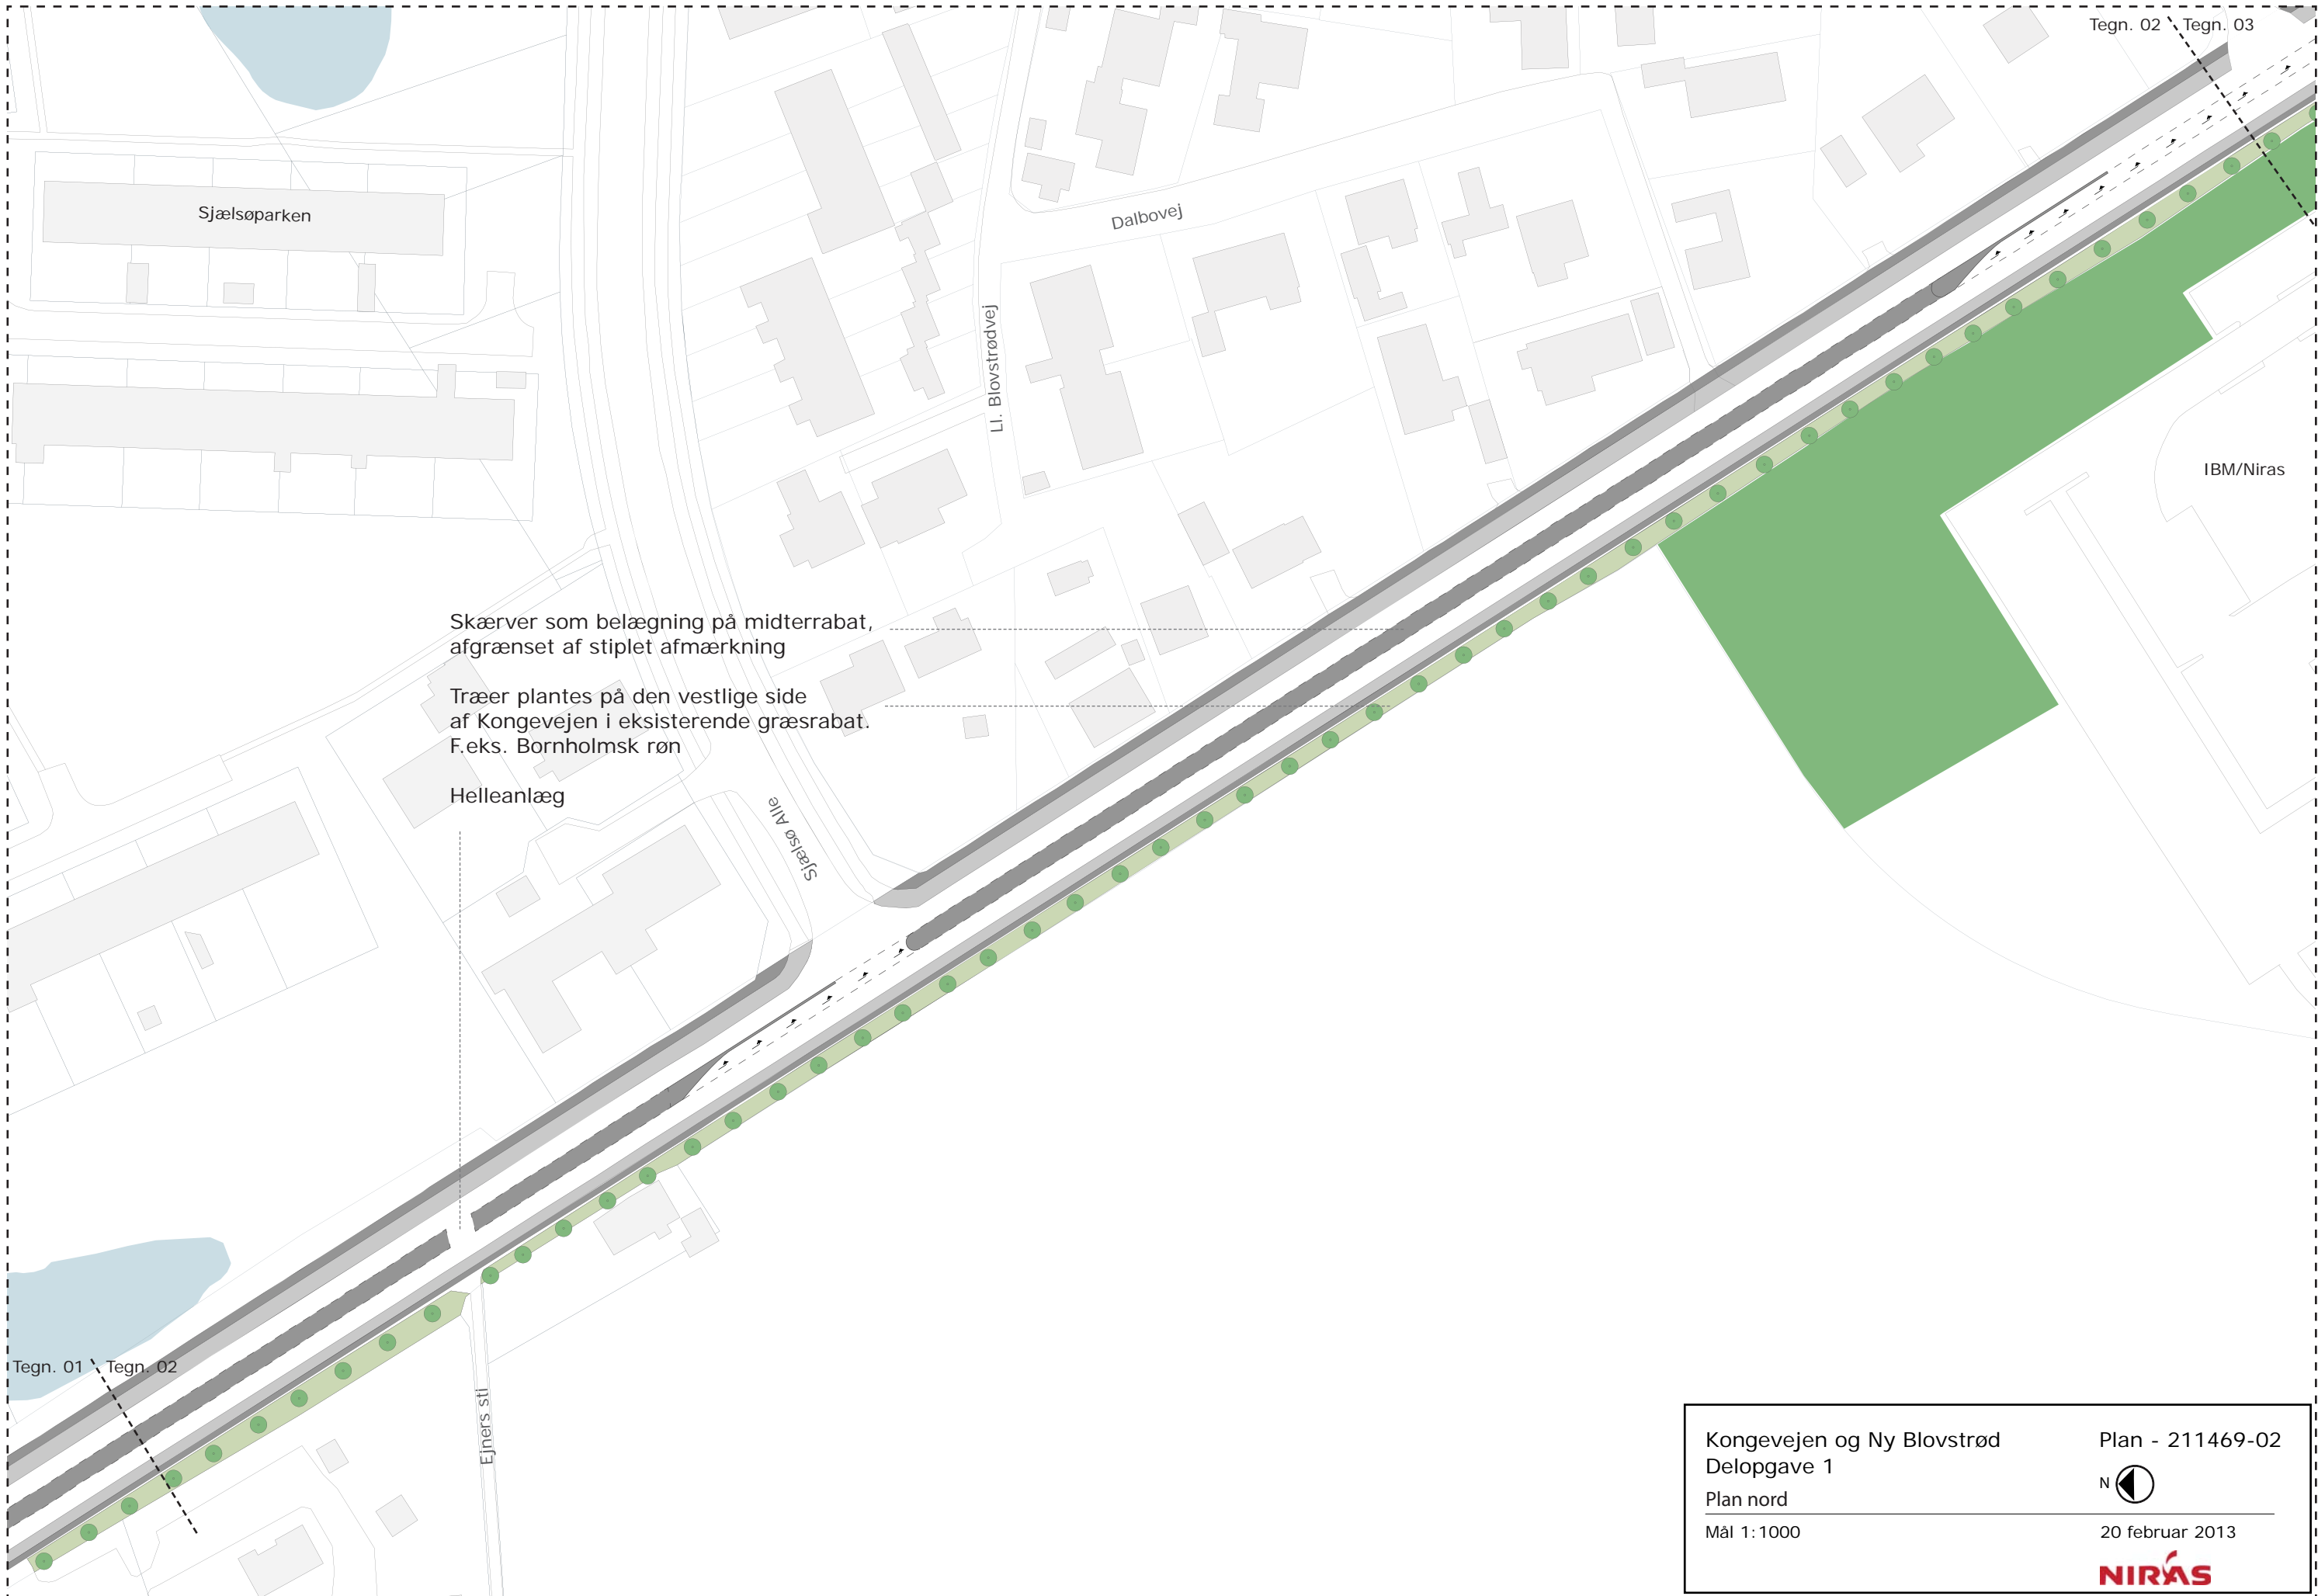 Tegn. 02 Tegn. 03
Sjælsøparken
Dalbovej
Ll. Blovstrødvej
IBM/Niras
Skærver som belægning på midterrabat,
afgrænset af stiplet afmærkning
Træer plantes på den vestlige side
af Kongevejen i eksisterende græsrabat.
F.eks. Bornholmsk røn
Helleanlæg
Sjælsø Alle
Tegn. 01 Tegn. 02
Ejners sti
Kongevejen og Ny Blovstrød
Delopgave 1
Plan nord
Mål 1:1000
Plan - 211469-02
N
20 februar 2013
NIRAS